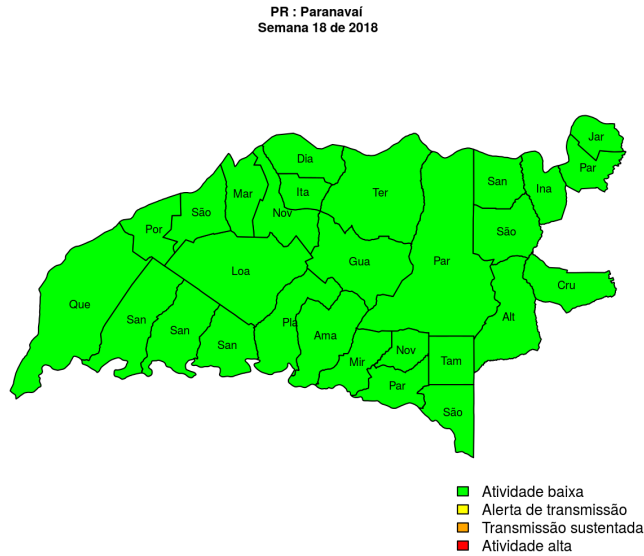 PR : Paranavaí
Semana 18 de 2018
Jar
Par
Dia
Ita
Ter
San
Ina
Mar
São
Nov
Por
São
Loa
Gua
Par
Cru
Que
San
San
San
Pla
Ama
Alt
Mir
Nov
Tam
Par
São
Atividade baixa
Alerta de transmissão
Transmissão sustentada
Atividade alta